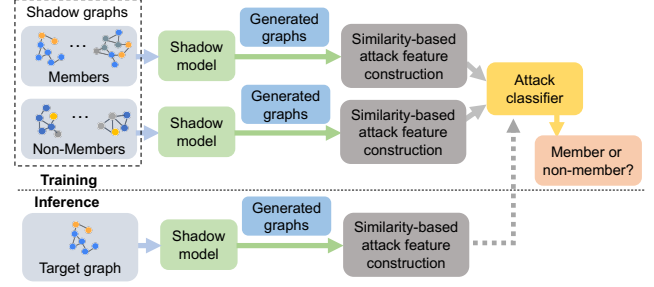 Shadow graphs
Members
Shadow
model
Generated
graphs
Similarity-based
attack feature
construction
Non-Members
Shadow
model
Generated
graphs
Similarity-based
attack feature
construction
Attack
classifier
Member or
non-member?
Training
Inference
Target graph
Shadow
model
Generated
graphs
Similarity-based
attack feature
construction